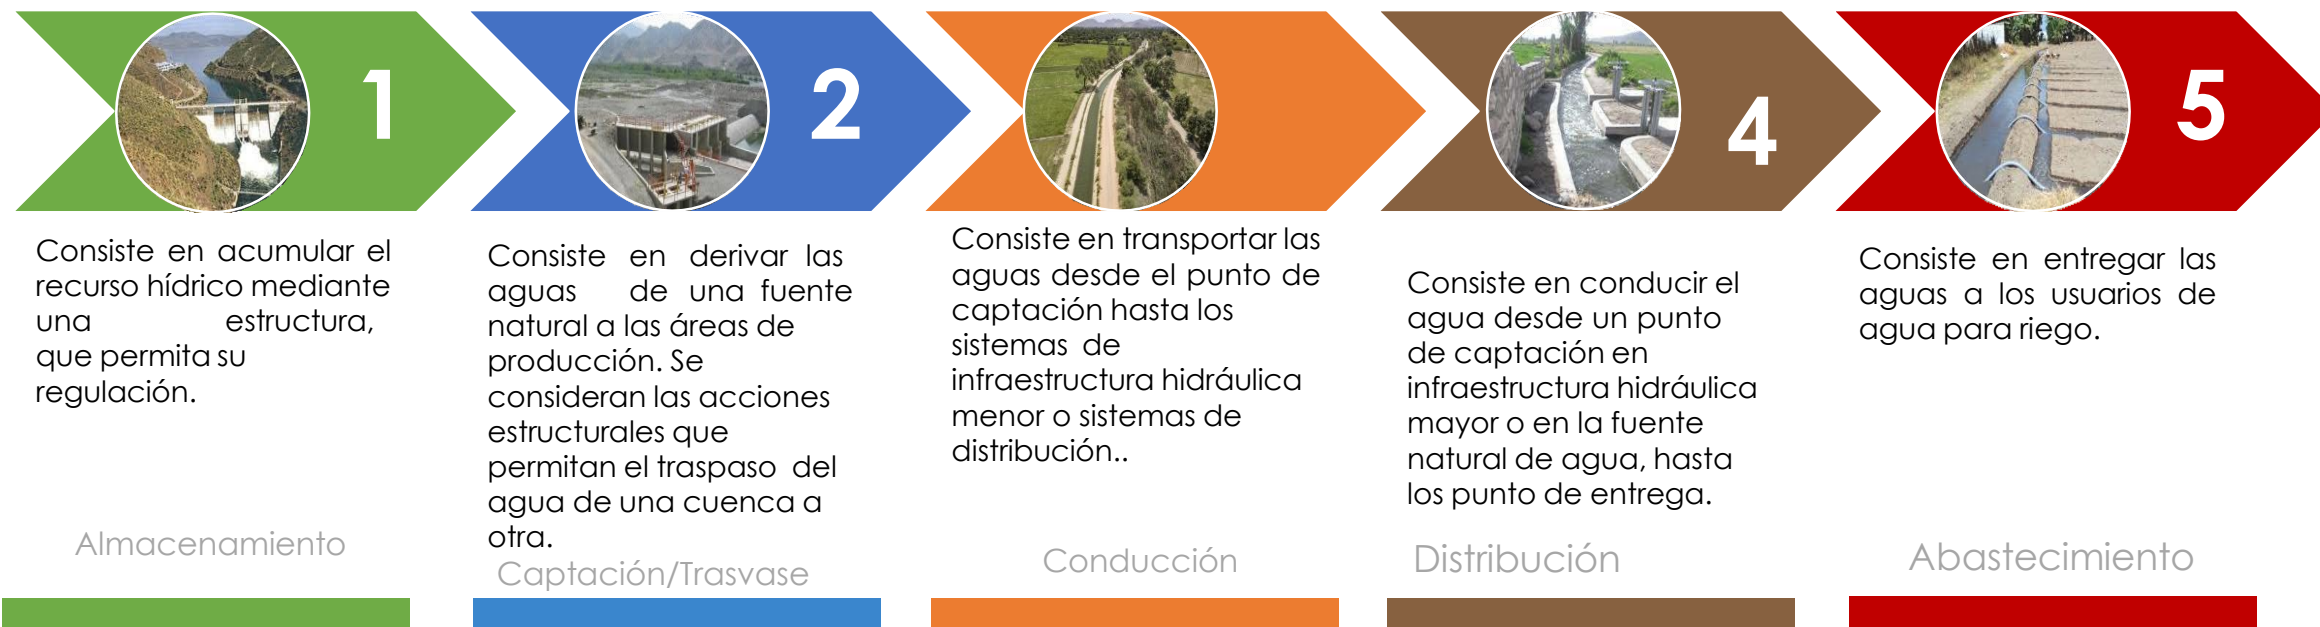 1
Consiste en acumular el
recurso hídrico mediante
una estructura,
que permita su
regulación.
Almacenamiento
2
Consiste en derivar las
aguas de una fuente
natural a las áreas de
producción. Se
consideran las acciones
estructurales que
permitan el traspaso del
agua de una cuenca a
otra.
Captación/Trasvase
Consiste en transportar las
aguas desde el punto de
captación hasta los
sistemas de
infraestructura hidráulica
menor o sistemas de
distribución..
Conducción
4
Consiste en conducir el
agua desde un punto
de captación en
infraestructura hidráulica
mayor o en la fuente
natural de agua, hasta
los punto de entrega.
Distribución
5
Consiste en entregar las
aguas a los usuarios de
agua para riego.
Abastecimiento